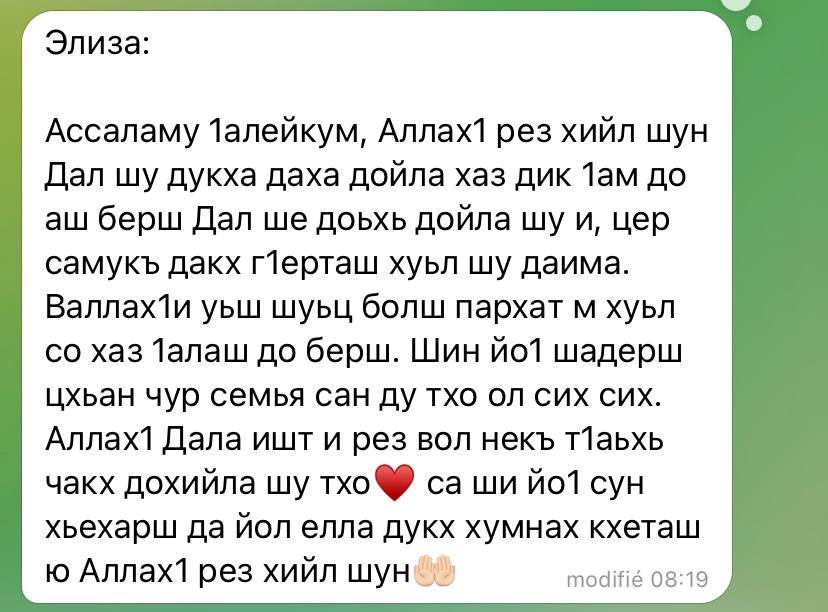 Элиза:
Ассаламу 1алейкум, Аллах1 рез хийл шун
Дал шу дукха даха дойла хаз дик 1ам до
аш берш Дал ше доьхь дойла шу и, цер
самукъ дакх г1ерташ хуьл шу даима.
Валлах1и уьш шуьц болш пархат м хуьл
со хаз 1алаш до берш. Шин йо1 шадерш
цхьан чур семья сан ду тхо ол сих сих.
Аллах1 Дала ишт и рез вол некъ т1аьхь
чакх дохийла шу тхо♥️ са ши йо1 сун
хьехарш да йол елла дукх хумнах кхеташ
ю Аллах1 рез хийл шун🤲🏻
modifié 08:19